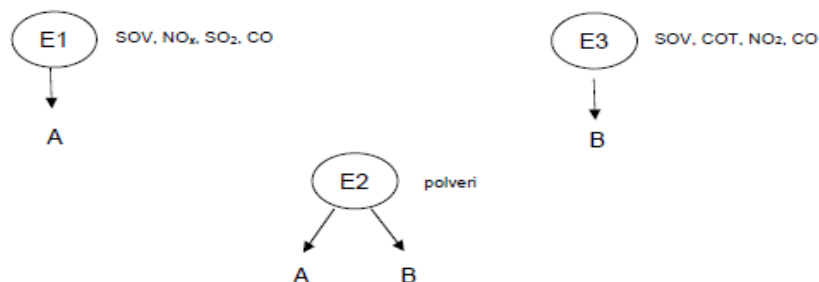 E1 SOV, NOx, SO₂, CO
E3 SOV, COT, NO₂, CO
A
B
E2 polveri
A B